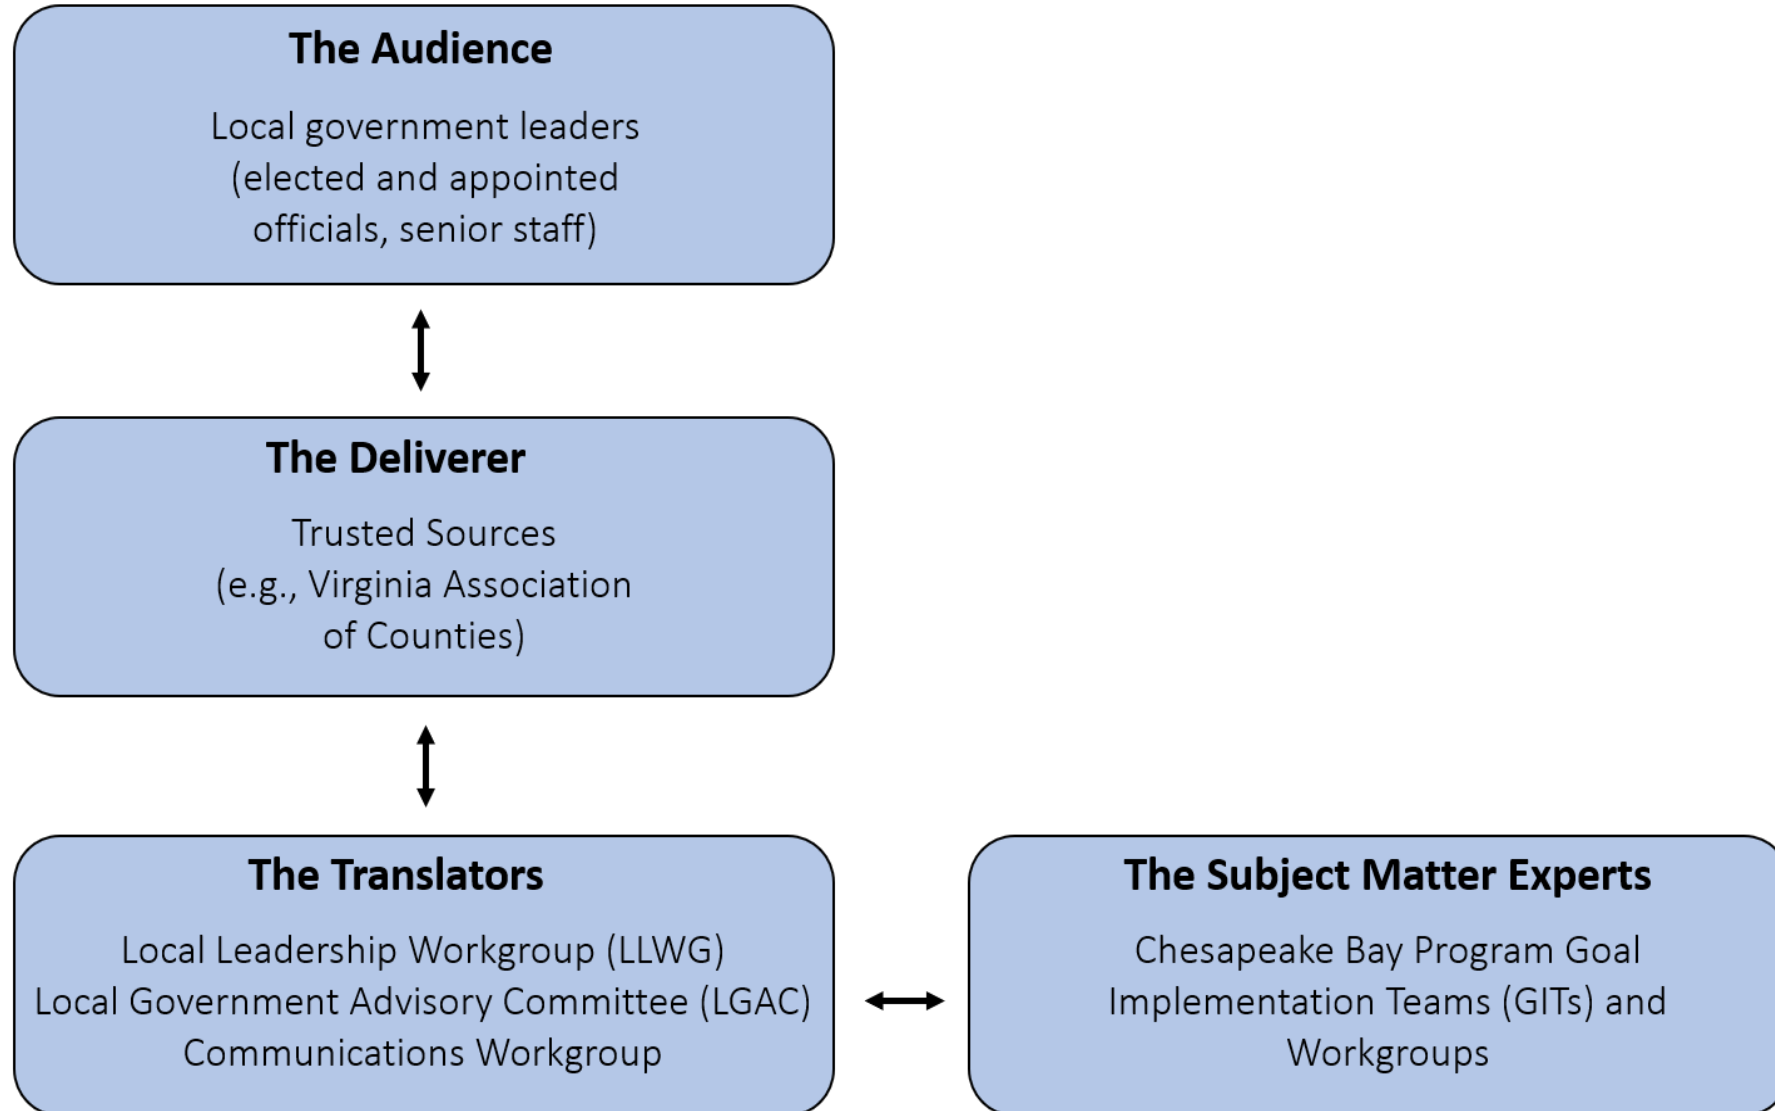 The Audience
Local government leaders
(elected and appointed
officials, senior staff)
The Deliverer
Trusted Sources
(e.g., Virginia Association
of Counties)
The Translators
Local Leadership Workgroup (LLWG)
Local Government Advisory Committee (LGAC)
Communications Workgroup
The Subject Matter Experts
Chesapeake Bay Program Goal
Implementation Teams (GITs) and
Workgroups